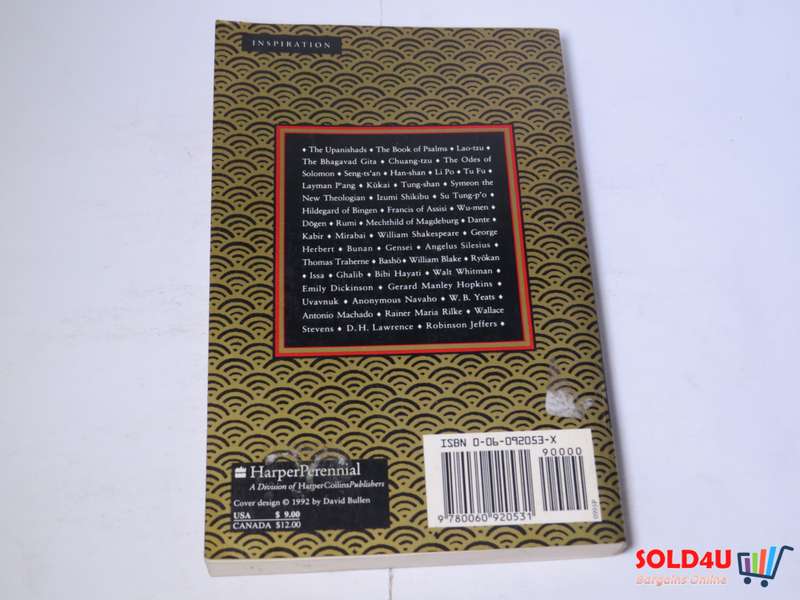 INSPIRATION
♦ The Upanishads ♦ The Book of Psalms ♦ Lao-tzu ♦
The Bhagavad Gita ♦ Chuang-tzu ♦ The Odes of
Solomon ♦ Seng-ts'an ♦ Han-shan ♦ Li Po ♦ Tu Fu ♦
Layman P'ang ♦ Kūkai ♦ Tung-shan ♦ Symeon the
New Theologian ♦ Izumi Shikibu ♦ Su Tung-p'o ♦
Hildegard of Bingen ♦ Francis of Assisi ♦ Wu-men ♦
Dōgen ♦ Rumi ♦ Mechthild of Magdeburg ♦ Dante ♦
Kabir ♦ Mirabai ♦ William Shakespeare ♦ George
Herbert ♦ Bunan ♦ Gensei ♦ Angelus Silesius ♦
Thomas Traherne ♦ Bashō ♦ William Blake ♦ Ryōkan
♦ Issa ♦ Ghalib ♦ Bibi Hayati ♦ Walt Whitman ♦
Emily Dickinson ♦ Gerard Manley Hopkins ♦
Uvavnuk ♦ Anonymous Navaho ♦ W. B. Yeats ♦
Antonio Machado ♦ Rainer Maria Rilke ♦ Wallace
Stevens ♦ D. H. Lawrence ♦ Robinson Jeffers ♦
HarperPerennial
A Division of HarperCollinsPublishers
Cover design © 1992 by David Bullen
USA $ 9.00
CANADA $12.00
ISBN 0-06-092053-X
90000
9 780060 920531
SOLD4U
Bargains Online